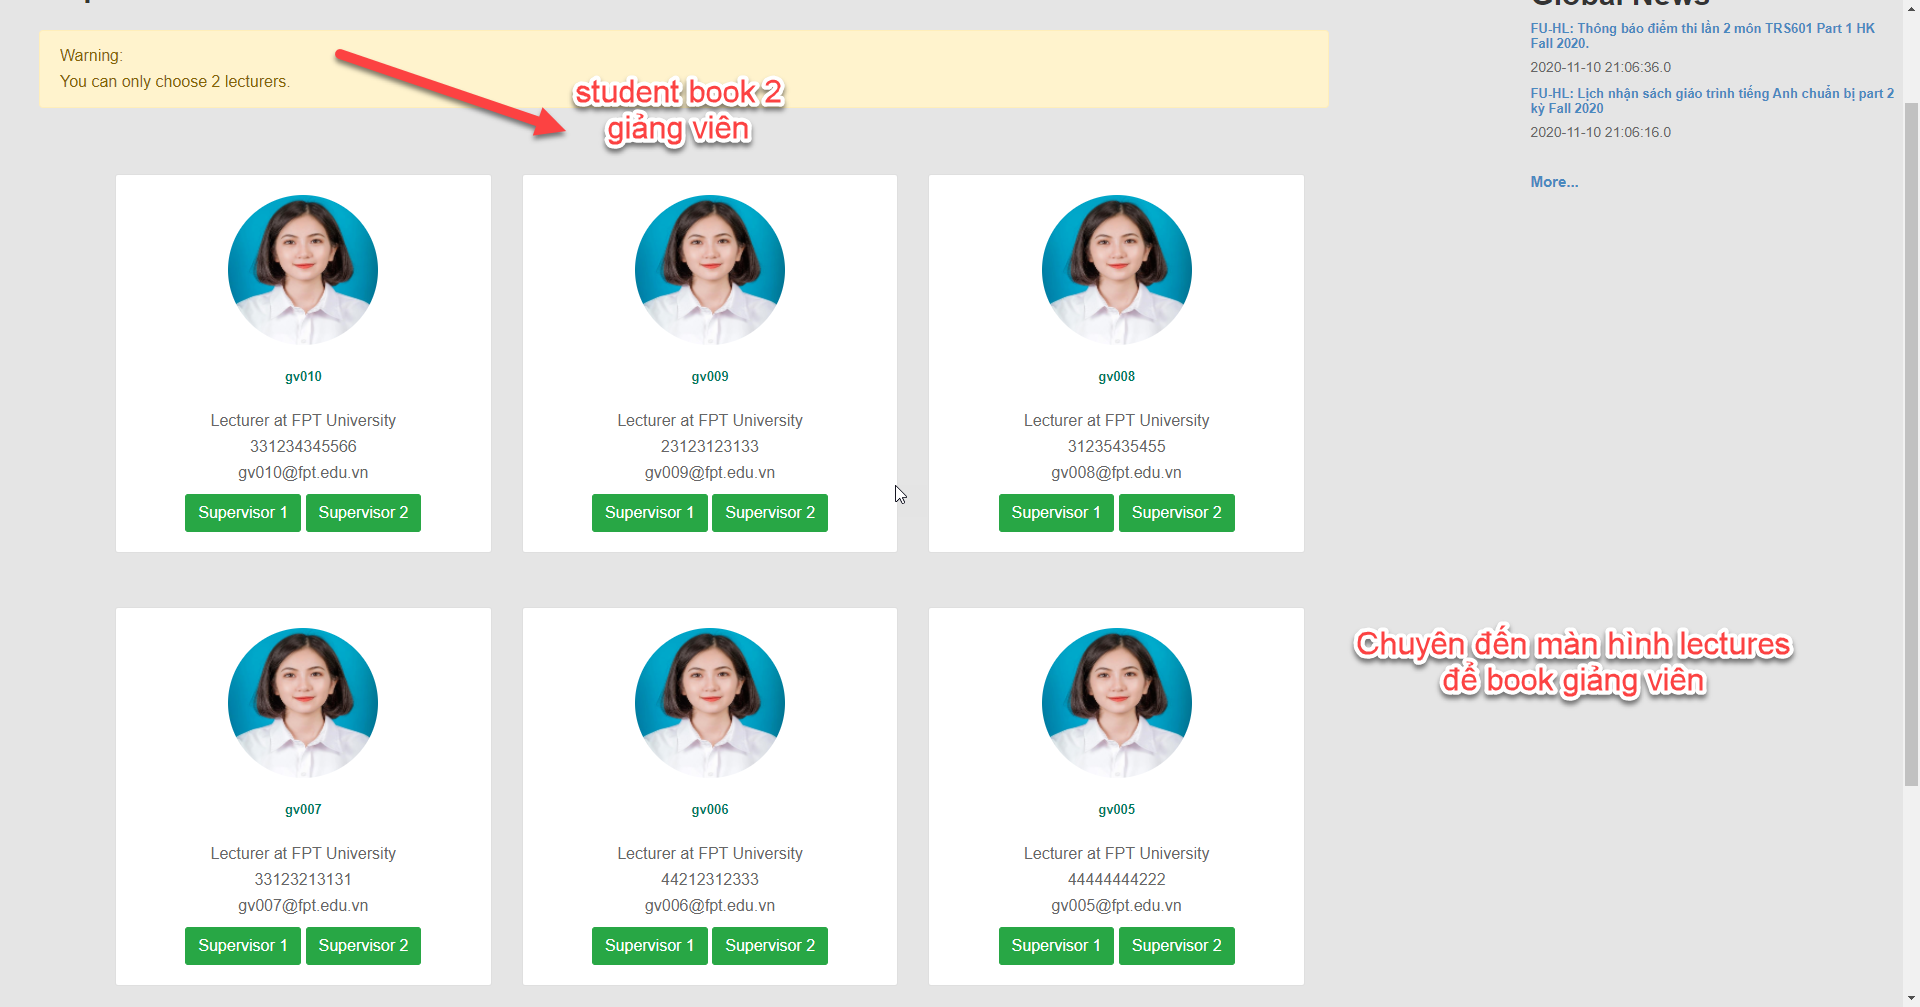 Global News
Warning:
You can only choose 2 lecturers.
student book 2
giảng viên
FU-HL: Thông báo điểm thi lần 2 môn TRS601 Part 1 HK
Fall 2020.
2020-11-10 21:06:36.0
FU-HL: Lịch nhận sách giáo trình tiếng Anh chuẩn bị part 2
kỳ Fall 2020
2020-11-10 21:06:16.0
More...
gv010
Lecturer at FPT University
331234345566
gv010@fpt.edu.vn
Supervisor 1 Supervisor 2
gv009
Lecturer at FPT University
23123123133
gv009@fpt.edu.vn
Supervisor 1 Supervisor 2
gv008
Lecturer at FPT University
31235435455
gv008@fpt.edu.vn
Supervisor 1 Supervisor 2
gv007
Lecturer at FPT University
33123213131
gv007@fpt.edu.vn
Supervisor 1 Supervisor 2
gv006
Lecturer at FPT University
44212312333
gv006@fpt.edu.vn
Supervisor 1 Supervisor 2
gv005
Lecturer at FPT University
44444444222
gv005@fpt.edu.vn
Supervisor 1 Supervisor 2
Chuyên đến màn hình lectures
để book giảng viên